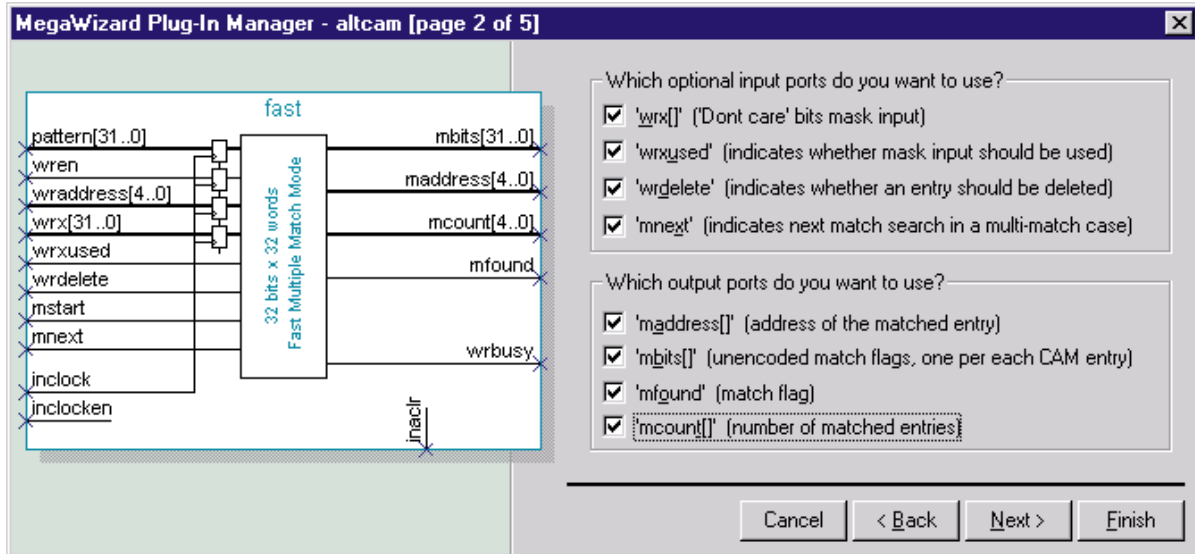 MegaWizard Plug-In Manager - altcam [page 2 of 5]
fast
pattern[31..0]
wren
wraddress[4..0]
wrx[31..0]
wrxused
wrdelete
mstart
mnext
inclock
inclocken
32 bits x 32 words
Fast Multiple Match Mode
mbits[31..0]
maddress[4..0]
mcount[4..0]
mfound
wrbusy
inaclr
Which optional input ports do you want to use?
'wrx[]' ('Dont care' bits mask input)
'wrxused' (indicates whether mask input should be used)
'wrdelete' (indicates whether an entry should be deleted)
'mnext' (indicates next match search in a multi-match case)
Which output ports do you want to use?
'maddress[]' (address of the matched entry)
'mbits[]' (unencoded match flags, one per each CAM entry)
'mfound' (match flag)
'mcount[]' (number of matched entries)
Cancel
< Back
Next >
Finish